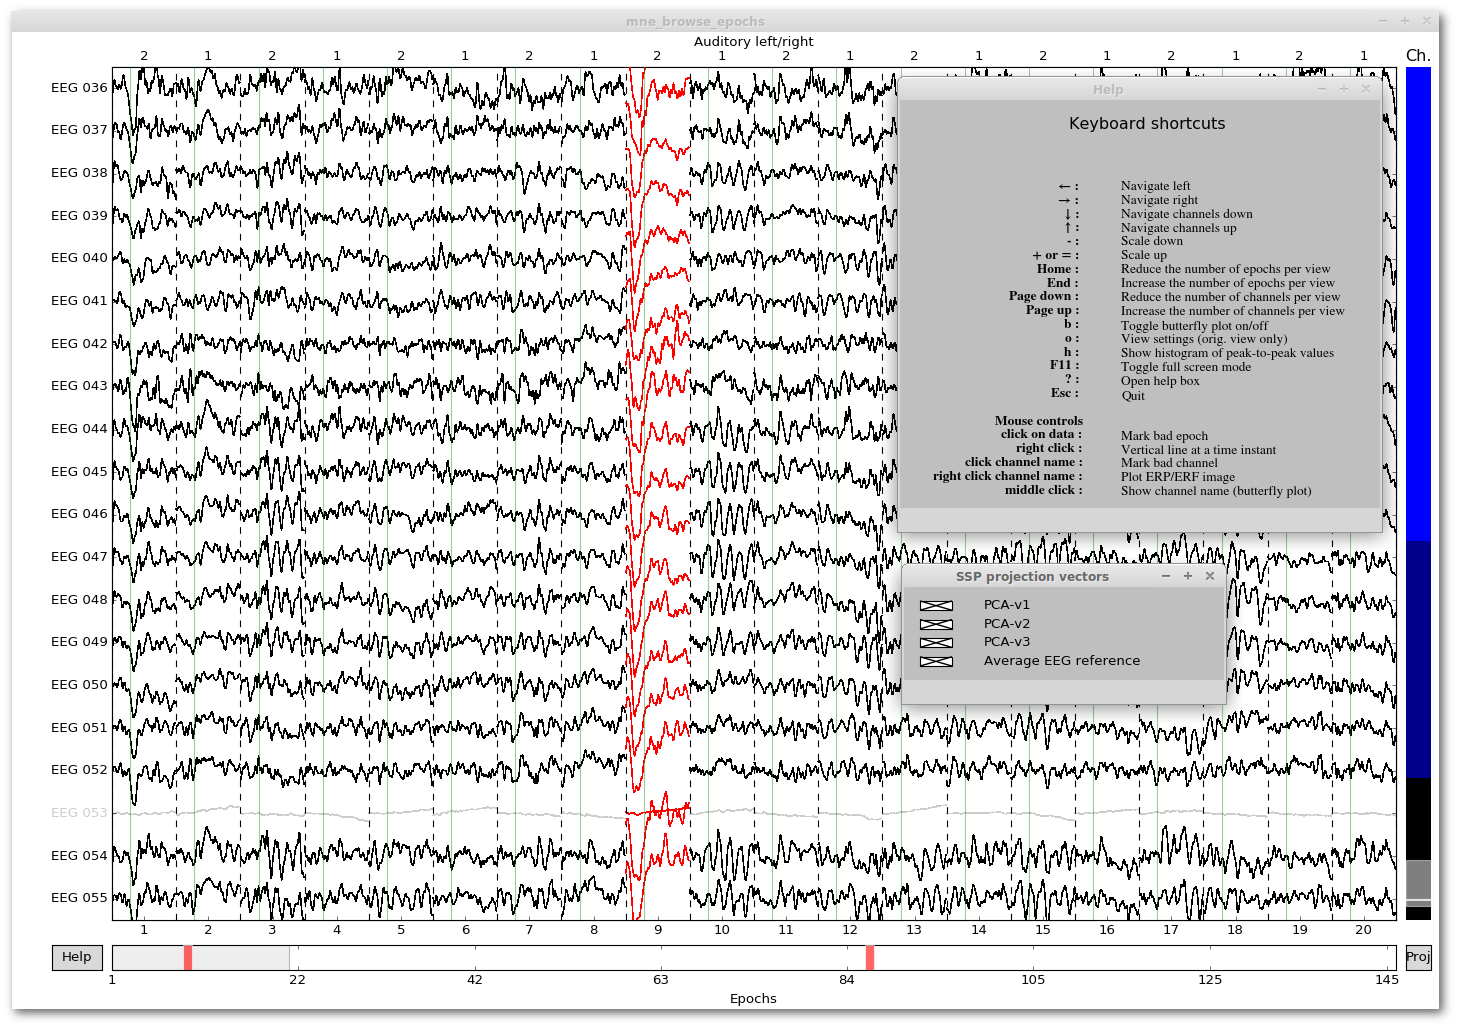 mne_browse_epochs
Auditory left/right
2 1 2 1 2 1 2 1 2 1 2 1 2 1 2 1 2 1 2 1
Ch.
EEG 036
EEG 037
EEG 038
EEG 039
EEG 040
EEG 041
EEG 042
EEG 043
EEG 044
EEG 045
EEG 046
EEG 047
EEG 048
EEG 049
EEG 050
EEG 051
EEG 052
EEG 053
EEG 054
EEG 055
Help
Keyboard shortcuts
← : Navigate left
→ : Navigate right
↓ : Navigate channels down
↑ : Navigate channels up
- : Scale down
+ or = : Scale up
Home : Reduce the number of epochs per view
End : Increase the number of epochs per view
Page down : Reduce the number of channels per view
Page up : Increase the number of channels per view
b : Toggle butterfly plot on/off
o : View settings (orig. view only)
h : Show histogram of peak-to-peak values
F11 : Toggle full screen mode
? : Open help box
Esc : Quit
Mouse controls
click on data : Mark bad epoch
right click : Vertical line at a time instant
click channel name : Mark bad channel
right click channel name : Plot ERP/ERF image
middle click : Show channel name (butterfly plot)
SSP projection vectors
PCA-v1
PCA-v2
PCA-v3
Average EEG reference
1 2 3 4 5 6 7 8 9 10 11 12 13 14 15 16 17 18 19 20
Help
Proj
1 22 42 63 84 105 125 145
Epochs